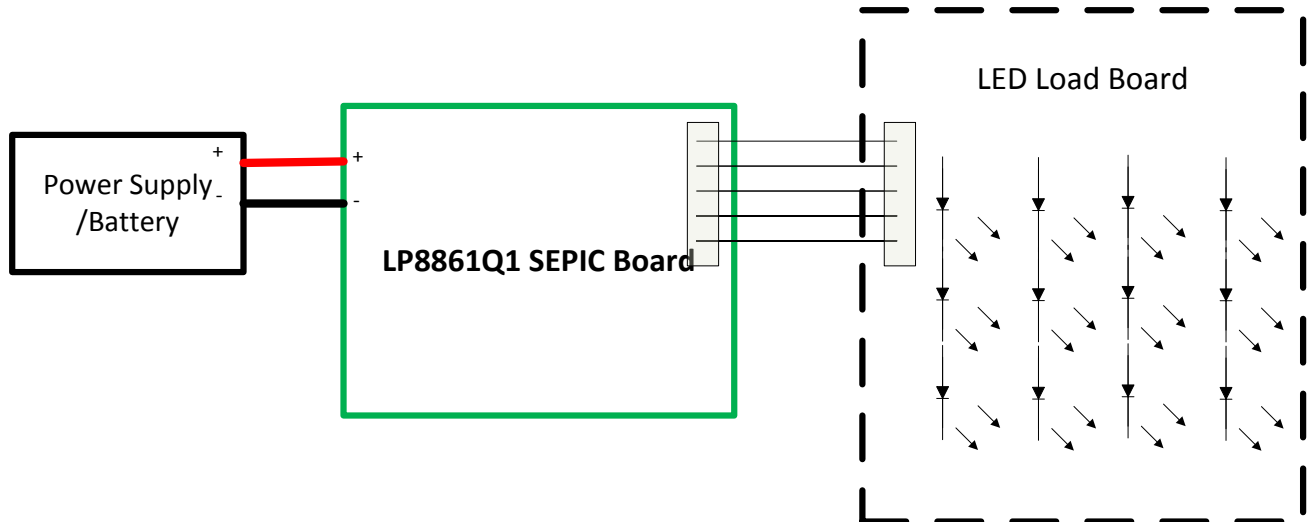 LED Load Board
+
+
Power Supply
-
-
/Battery
LP8861Q1 SEPIC Board